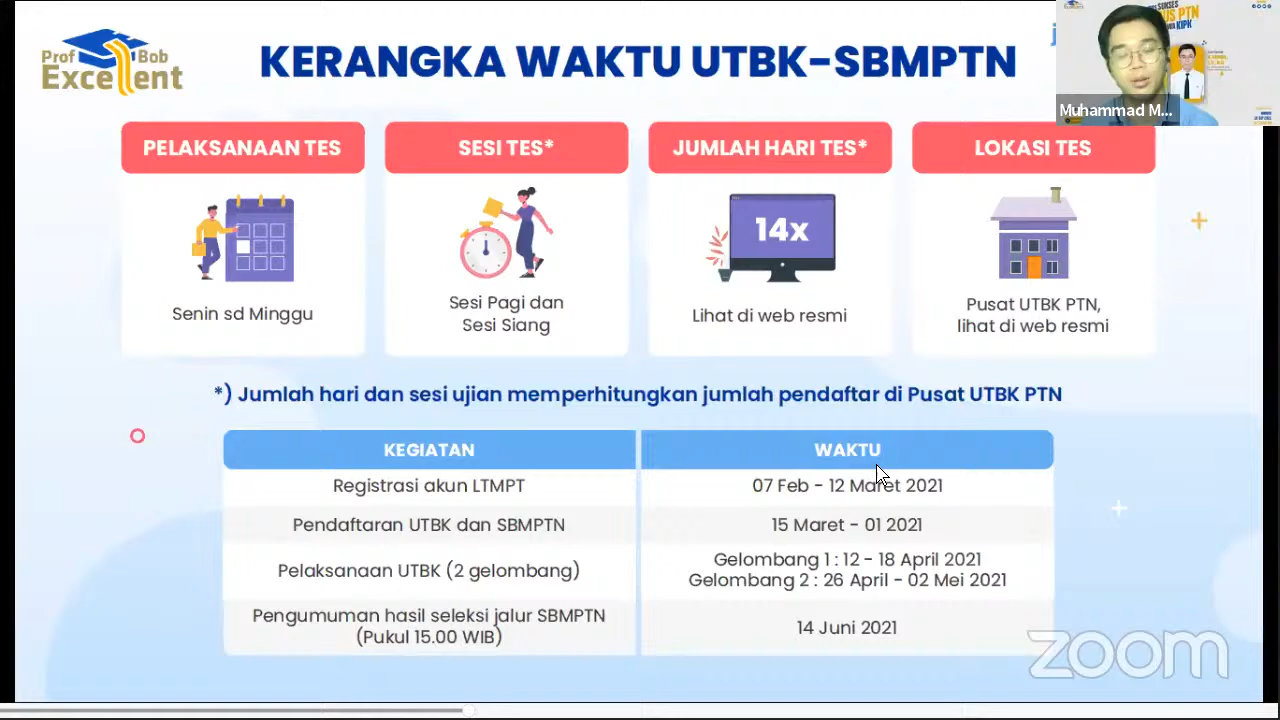 Prof Bob
Excellent
KERANGKA WAKTU UTBK-SBMPTN
PTN
KIPK
Muhammad M...
PELAKSANAAN TES
SESI TES*
JUMLAH HARI TES*
LOKASI TES
14x
Senin sd Minggu
Sesi Pagi dan
Sesi Siang
Lihat di web resmi
Pusat UTBK PTN,
lihat di web resmi
*) Jumlah hari dan sesi ujian memperhitungkan jumlah pendaftar di Pusat UTBK PTN
KEGIATAN
WAKTU
Registrasi akun LTMPT
07 Feb - 12 Maret 2021
Pendaftaran UTBK dan SBMPTN
15 Maret - 01 2021
Pelaksanaan UTBK (2 gelombang)
Gelombang 1 : 12 - 18 April 2021
Gelombang 2 : 26 April - 02 Mei 2021
Pengumuman hasil seleksi jalur SBMPTN
(Pukul 15.00 WIB)
14 Juni 2021
zoom